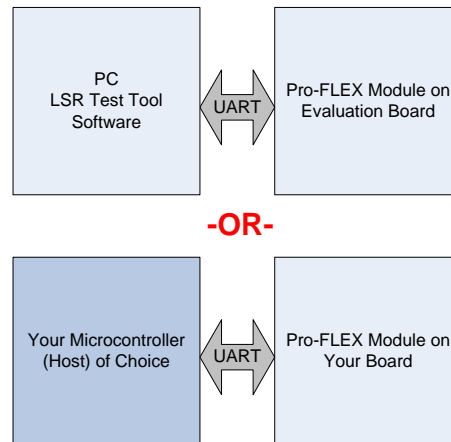 PC
LSR Test Tool
Software
UART
Pro-FLEX Module on
Evaluation Board
-OR-
Your Microcontroller
(Host) of Choice
UART
Pro-FLEX Module on
Your Board